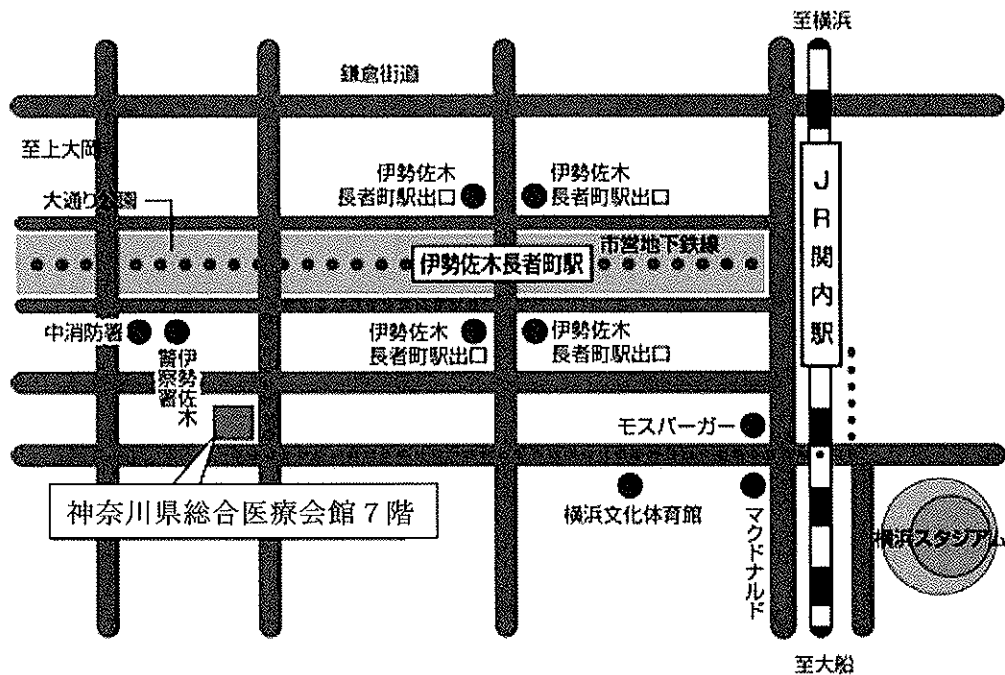 至横浜
鎌倉街道
至上大岡
伊勢佐木
長者町駅出口
伊勢佐木
長者町駅出口
大通り公園
市営地下鉄線
伊勢佐木長者町駅
JR関内駅
中消防署
伊勢佐木
警察署
伊勢佐木
長者町駅出口
伊勢佐木
長者町駅出口
モスバーガー
神奈川県総合医療会館7階
横浜文化体育館
マクドナルド
横浜スタジアム
至大船